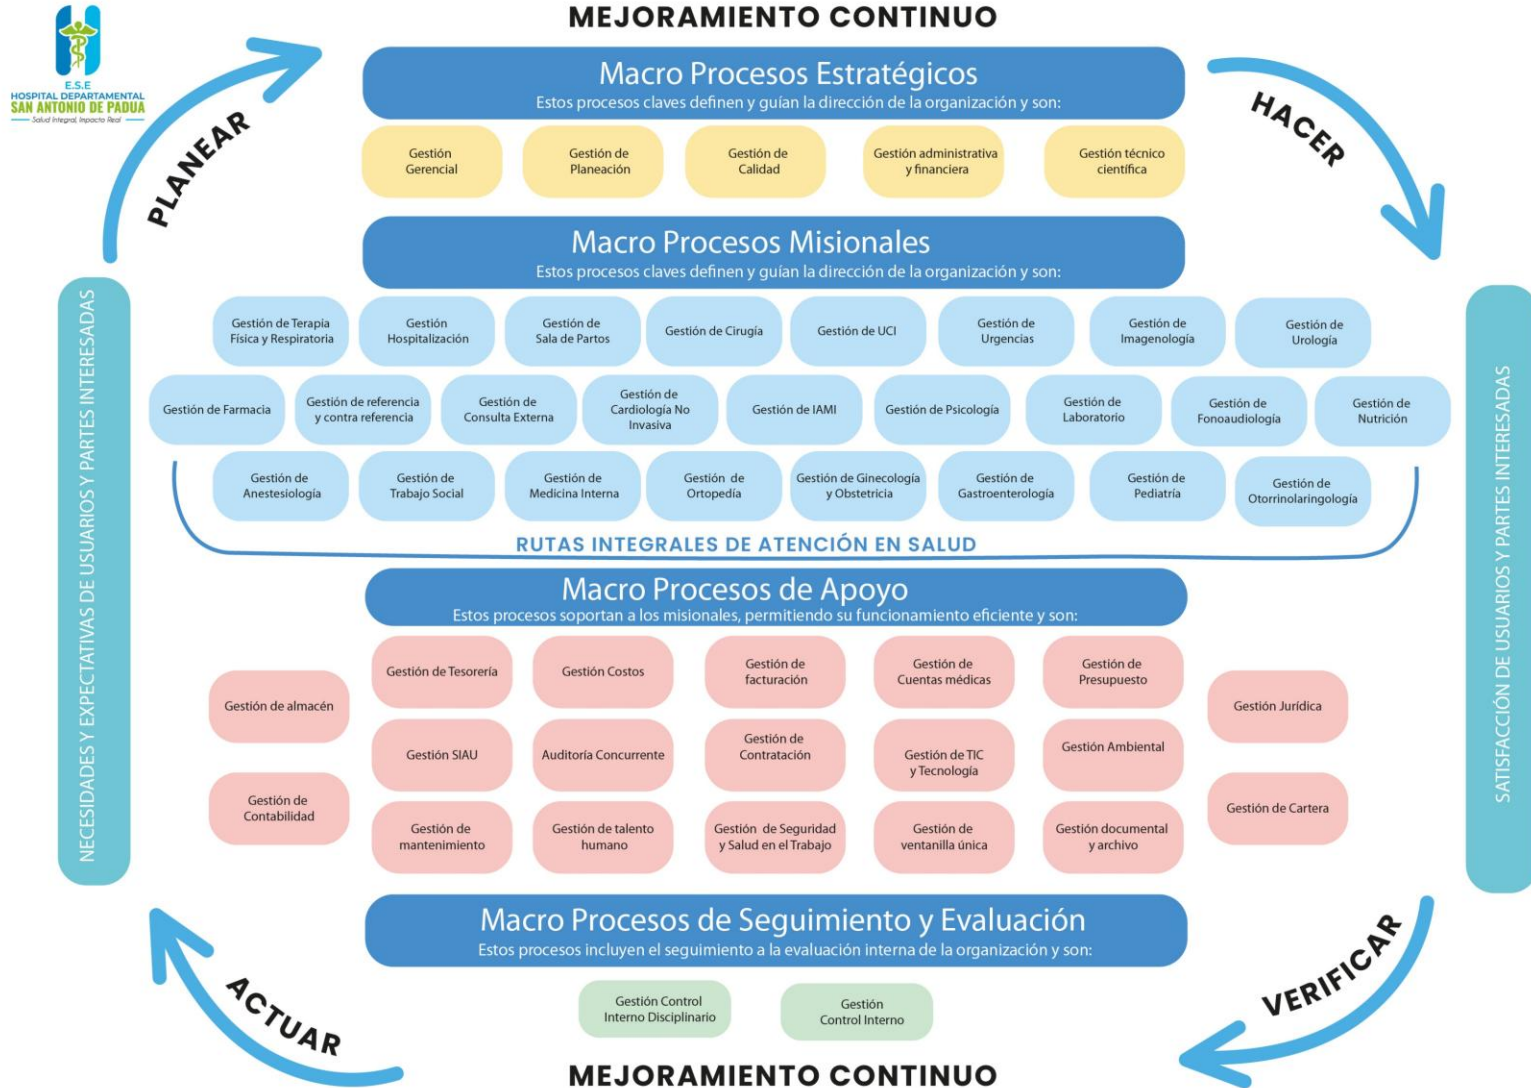 MEJORAMIENTO CONTINUO
E.S.E
HOSPITAL DEPARTAMENTAL
SAN ANTONIO DE PADUA
Salud Integral, Impacto Real
PLANEAR
HACER
Macro Procesos Estratégicos
Estos procesos claves definen y guían la dirección de la organización y son:
Gestión
Gerencial
Gestión de
Planeación
Gestión de
Calidad
Gestión administrativa
y financiera
Gestión técnico
científica
Macro Procesos Misionales
Estos procesos claves definen y guían la dirección de la organización y son:
NECESIDADES Y EXPECTATIVAS DE USUARIOS Y PARTES INTERESADAS
SATISFACCIÓN DE USUARIOS Y PARTES INTERESADAS
Gestión de Terapia
Física y Respiratoria
Gestión
Hospitalización
Gestión de
Sala de Partos
Gestión de Cirugía
Gestión de UCI
Gestión de
Urgencias
Gestión de
Imagenología
Gestión de
Urología
Gestión de Farmacia
Gestión de referencia
y contra referencia
Gestión de
Consulta Externa
Gestión de
Cardiología No
Invasiva
Gestión de IAMI
Gestión de Psicología
Gestión de
Laboratorio
Gestión de
Fonoaudiología
Gestión de
Nutrición
Gestión de
Anestesiología
Gestión de
Trabajo Social
Gestión de
Medicina Interna
Gestión de
Ortopedía
Gestión de Ginecología
y Obstetricia
Gestión de
Gastroenterología
Gestión de
Pediatría
Gestión de
Otorrinolaringología
RUTAS INTEGRALES DE ATENCIÓN EN SALUD
Macro Procesos de Apoyo
Estos procesos soportan a los misionales, permitiendo su funcionamiento eficiente y son:
Gestión de almacén
Gestión de
Contabilidad
Gestión de Tesorería
Gestión Costos
Gestión de
facturación
Gestión de
Cuentas médicas
Gestión de
Presupuesto
Gestión SIAU
Auditoría Concurrente
Gestión de
Contratación
Gestión de TIC
y Tecnología
Gestión Ambiental
Gestión de
mantenimiento
Gestión de talento
humano
Gestión de Seguridad
y Salud en el Trabajo
Gestión de
ventanilla única
Gestión documental
y archivo
Gestión Jurídica
Gestión de Cartera
Macro Procesos de Seguimiento y Evaluación
Estos procesos incluyen el seguimiento a la evaluación interna de la organización y son:
Gestión Control
Interno Disciplinario
Gestión
Control Interno
ACTUAR
VERIFICAR
MEJORAMIENTO CONTINUO